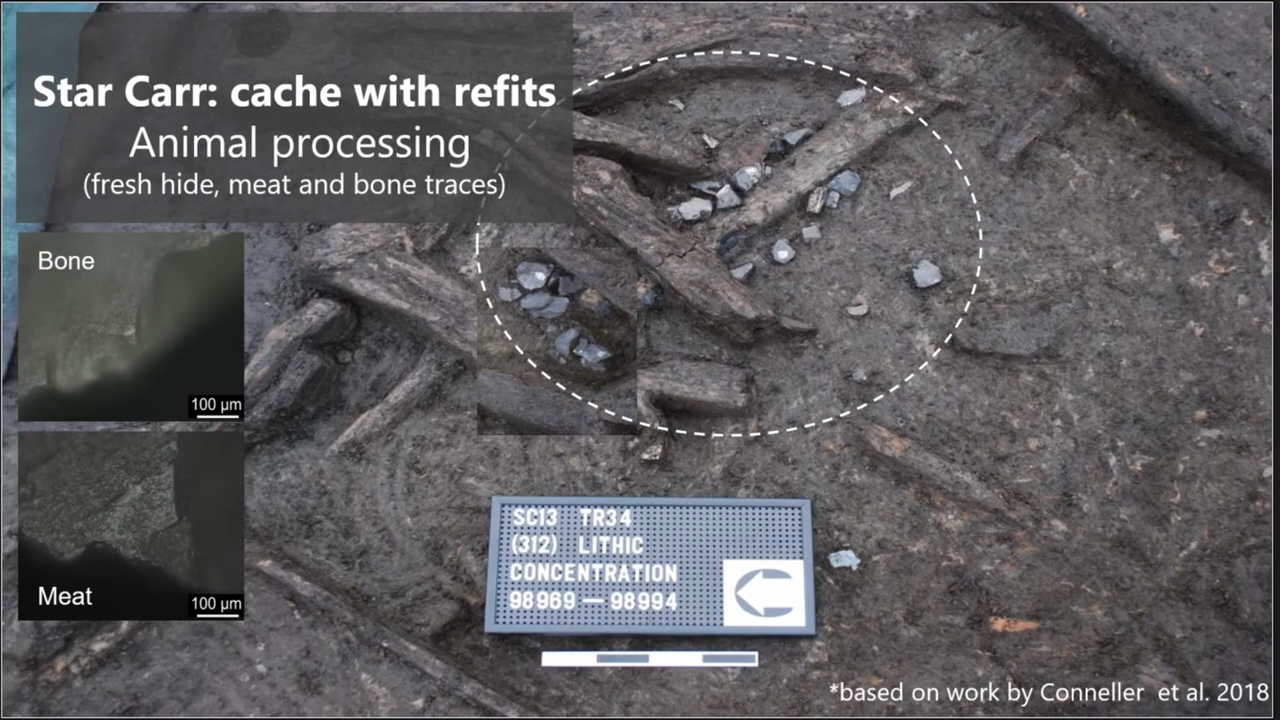 Star Carr: cache with refits
Animal processing
(fresh hide, meat and bone traces)
Bone
100 µm
Meat
100 µm
SC13 TR34
(312) LITHIC
CONCENTRATION
98969 — 98994
*based on work by Conneller et al. 2018